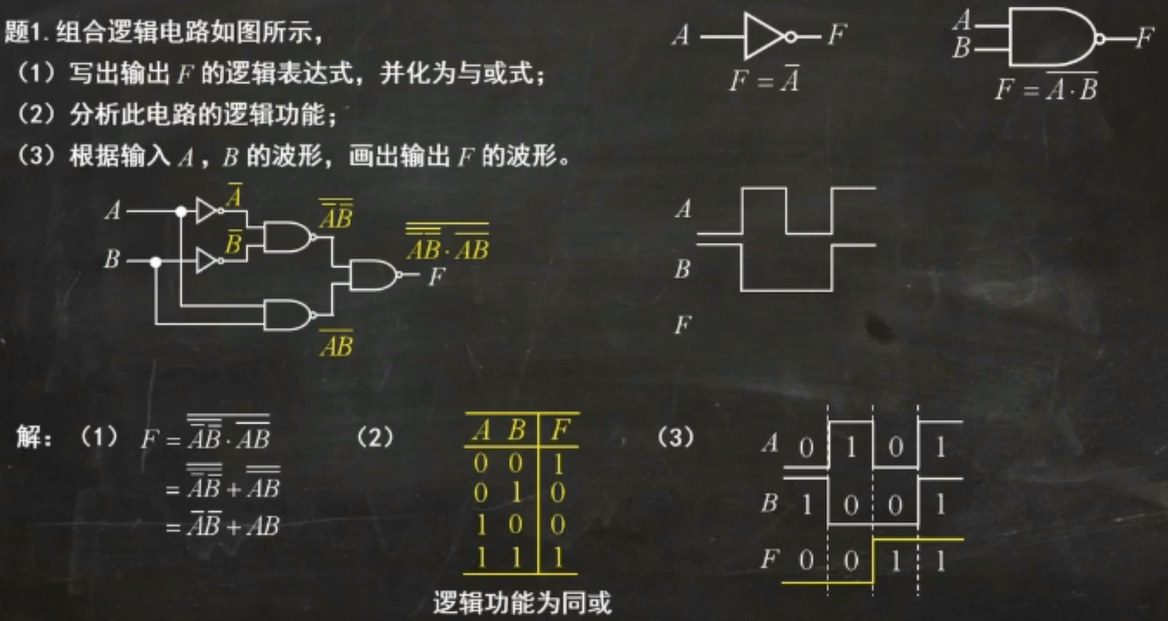 题1. 组合逻辑电路如图所示，
（1）写出输出 F 的逻辑表达式，并化为与或式；
（2）分析此电路的逻辑功能；
（3）根据输入 A ，B 的波形，画出输出 F 的波形。
A F
F = A̅
A
B F
F = \overline{A·B}
A
B
\overline{A}
\overline{B}
\overline{\overline{A}\,\overline{B}}
\overline{AB}
\overline{\overline{\overline{A}\,\overline{B}}·\overline{AB}}
F
A
B
F
解：（1） F = \overline{\overline{\overline{A}\,\overline{B}}·\overline{AB}}
= \overline{\overline{\overline{A}\,\overline{B}}} + \overline{\overline{AB}}
= \overline{A}\,\overline{B} + AB
（2）
A B F
0 0 1
0 1 0
1 0 0
1 1 1
逻辑功能为同或
（3）
A 0 1 0 1
B 1 0 0 1
F 0 0 1 1